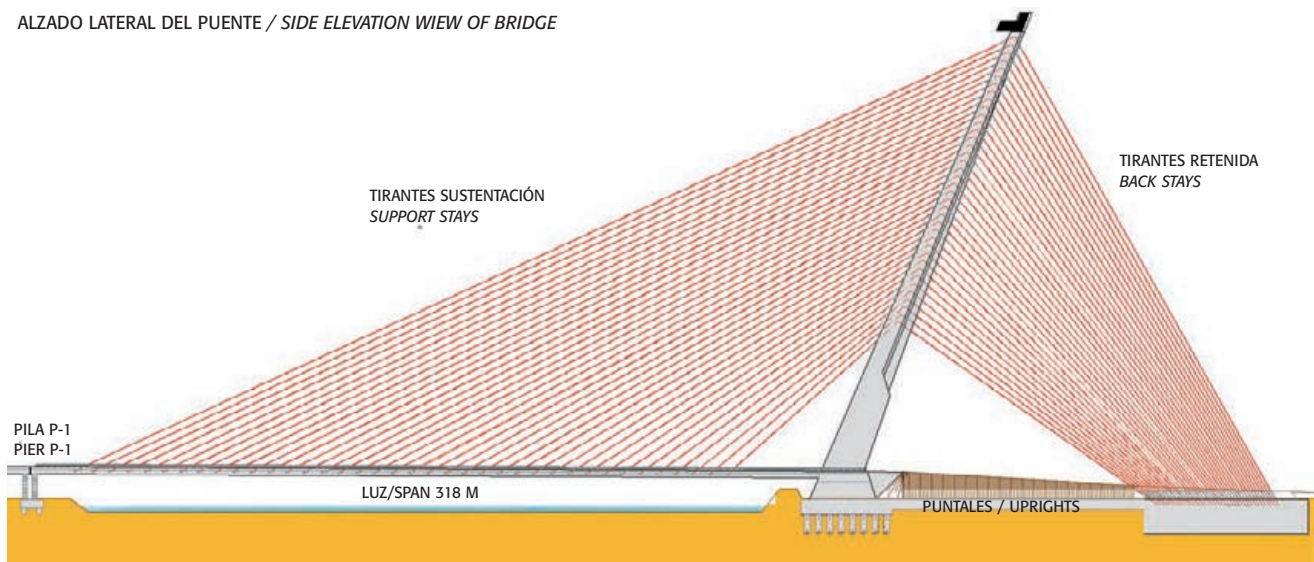 ALZADO LATERAL DEL PUENTE / SIDE ELEVATION WIEW OF BRIDGE
TIRANTES SUSTENTACIÓN
SUPPORT STAYS
TIRANTES RETENIDA
BACK STAYS
PILA P-1
PIER P-1
LUZ/SPAN 318 M
PUNTALES / UPRIGHTS